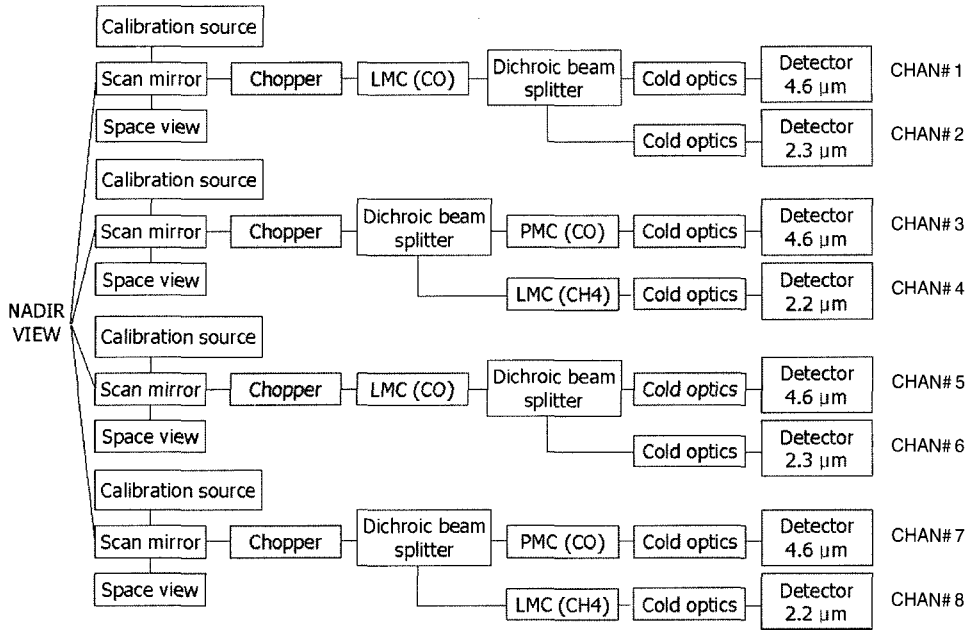 Calibration source
Scan mirror
Chopper
LMC (CO)
Dichroic beam
splitter
Cold optics
Detector
4.6 µm
CHAN# 1
Space view
Cold optics
Detector
2.3 µm
CHAN# 2
Calibration source
Scan mirror
Chopper
Dichroic beam
splitter
PMC (CO)
Cold optics
Detector
4.6 µm
CHAN# 3
Space view
LMC (CH4)
Cold optics
Detector
2.2 µm
CHAN# 4
NADIR
VIEW
Calibration source
Scan mirror
Chopper
LMC (CO)
Dichroic beam
splitter
Cold optics
Detector
4.6 µm
CHAN# 5
Space view
Cold optics
Detector
2.3 µm
CHAN# 6
Calibration source
Scan mirror
Chopper
Dichroic beam
splitter
PMC (CO)
Cold optics
Detector
4.6 µm
CHAN# 7
Space view
LMC (CH4)
Cold optics
Detector
2.2 µm
CHAN# 8